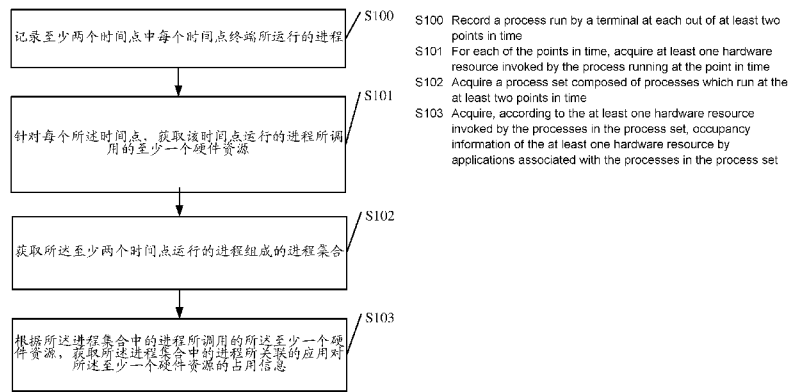 S100
记录至少两个时间点中每个时间点终端所运行的进程
S101
针对每个所述时间点,获取该时间点运行的进程所调
用的至少一个硬件资源
S102
获取所述至少两个时间点运行的进程组成的进程集合
S103
根据所述进程集合中的进程所调用的所述至少一个硬
件资源,获取所述进程集合中的进程所关联的应用对
所述至少一个硬件资源的占用信息
S100 Record a process run by a terminal at each out of at least two
points in time
S101 For each of the points in time, acquire at least one hardware
resource invoked by the process running at the point in time
S102 Acquire a process set composed of processes which run at the
at least two points in time
S103 Acquire, according to the at least one hardware resource
invoked by the processes in the process set, occupancy
information of the at least one hardware resource by
applications associated with the processes in the process set